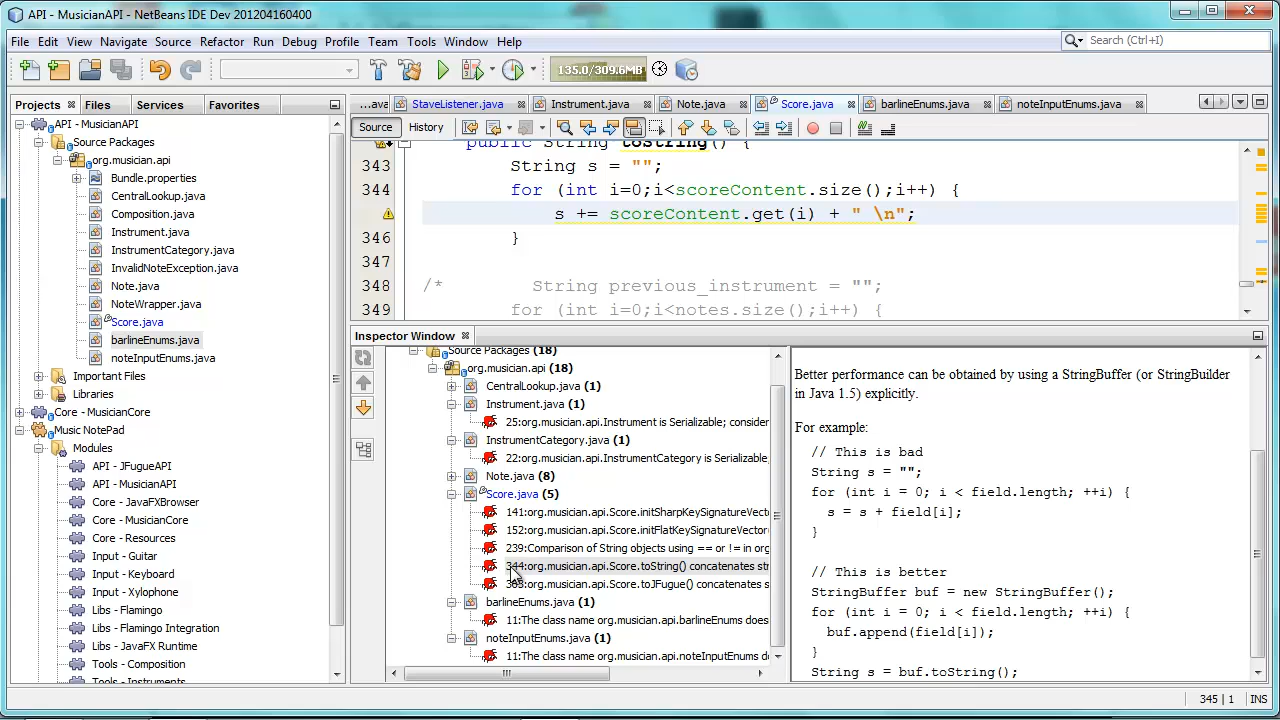 API - MusicianAPI - NetBeans IDE Dev 201204160400
File Edit View Navigate Source Refactor Run Debug Profile Team Tools Window Help
Search (Ctrl+I)
135.0/309.6MB
Projects Files Services Favorites
...ava StaveListener.java Instrument.java Note.java Score.java barlineEnums.java noteInputEnums.java
Source History
API - MusicianAPI
Source Packages
org.musician.api
Bundle.properties
CentralLookup.java
Composition.java
Instrument.java
InstrumentCategory.java
InvalidNoteException.java
Note.java
NoteWrapper.java
Score.java
barlineEnums.java
noteInputEnums.java
Important Files
Libraries
Core - MusicianCore
Music NotePad
Modules
API - JFugueAPI
API - MusicianAPI
Core - JavaFXBrowser
Core - MusicianCore
Core - Resources
Input - Guitar
Input - Keyboard
Input - Xylophone
Libs - Flamingo
Libs - Flamingo Integration
Libs - JavaFX Runtime
Tools - Composition
Tools - Instruments
public String toString() {
343 String s = "";
344 for (int i=0;i<scoreContent.size();i++) {
s += scoreContent.get(i) + " \n";
346 }
347
348 /* String previous_instrument = "";
349 for (int i=0;i<notes.size();i++) {
Inspector Window
Source Packages (18)
org.musician.api (18)
CentralLookup.java (1)
Instrument.java (1)
25:org.musician.api.Instrument is Serializable; consider
InstrumentCategory.java (1)
22:org.musician.api.InstrumentCategory is Serializable;
Note.java (8)
Score.java (5)
141:org.musician.api.Score.initSharpKeySignatureVecto
152:org.musician.api.Score.initFlatKeySignatureVector
239:Comparison of String objects using == or != in org
344:org.musician.api.Score.toString() concatenates str
:org.musician.api.Score.toJFugue() concatenates s
barlineEnums.java (1)
11:The class name org.musician.api.barlineEnums does
noteInputEnums.java (1)
11:The class name org.musician.api.noteInputEnums d
Better performance can be obtained by using a StringBuffer (or StringBuilder
in Java 1.5) explicitly.
For example:
// This is bad
String s = "";
for (int i = 0; i < field.length; ++i) {
s = s + field[i];
}
// This is better
StringBuffer buf = new StringBuffer();
for (int i = 0; i < field.length; ++i) {
buf.append(field[i]);
}
String s = buf.toString();
345 | 1 INS